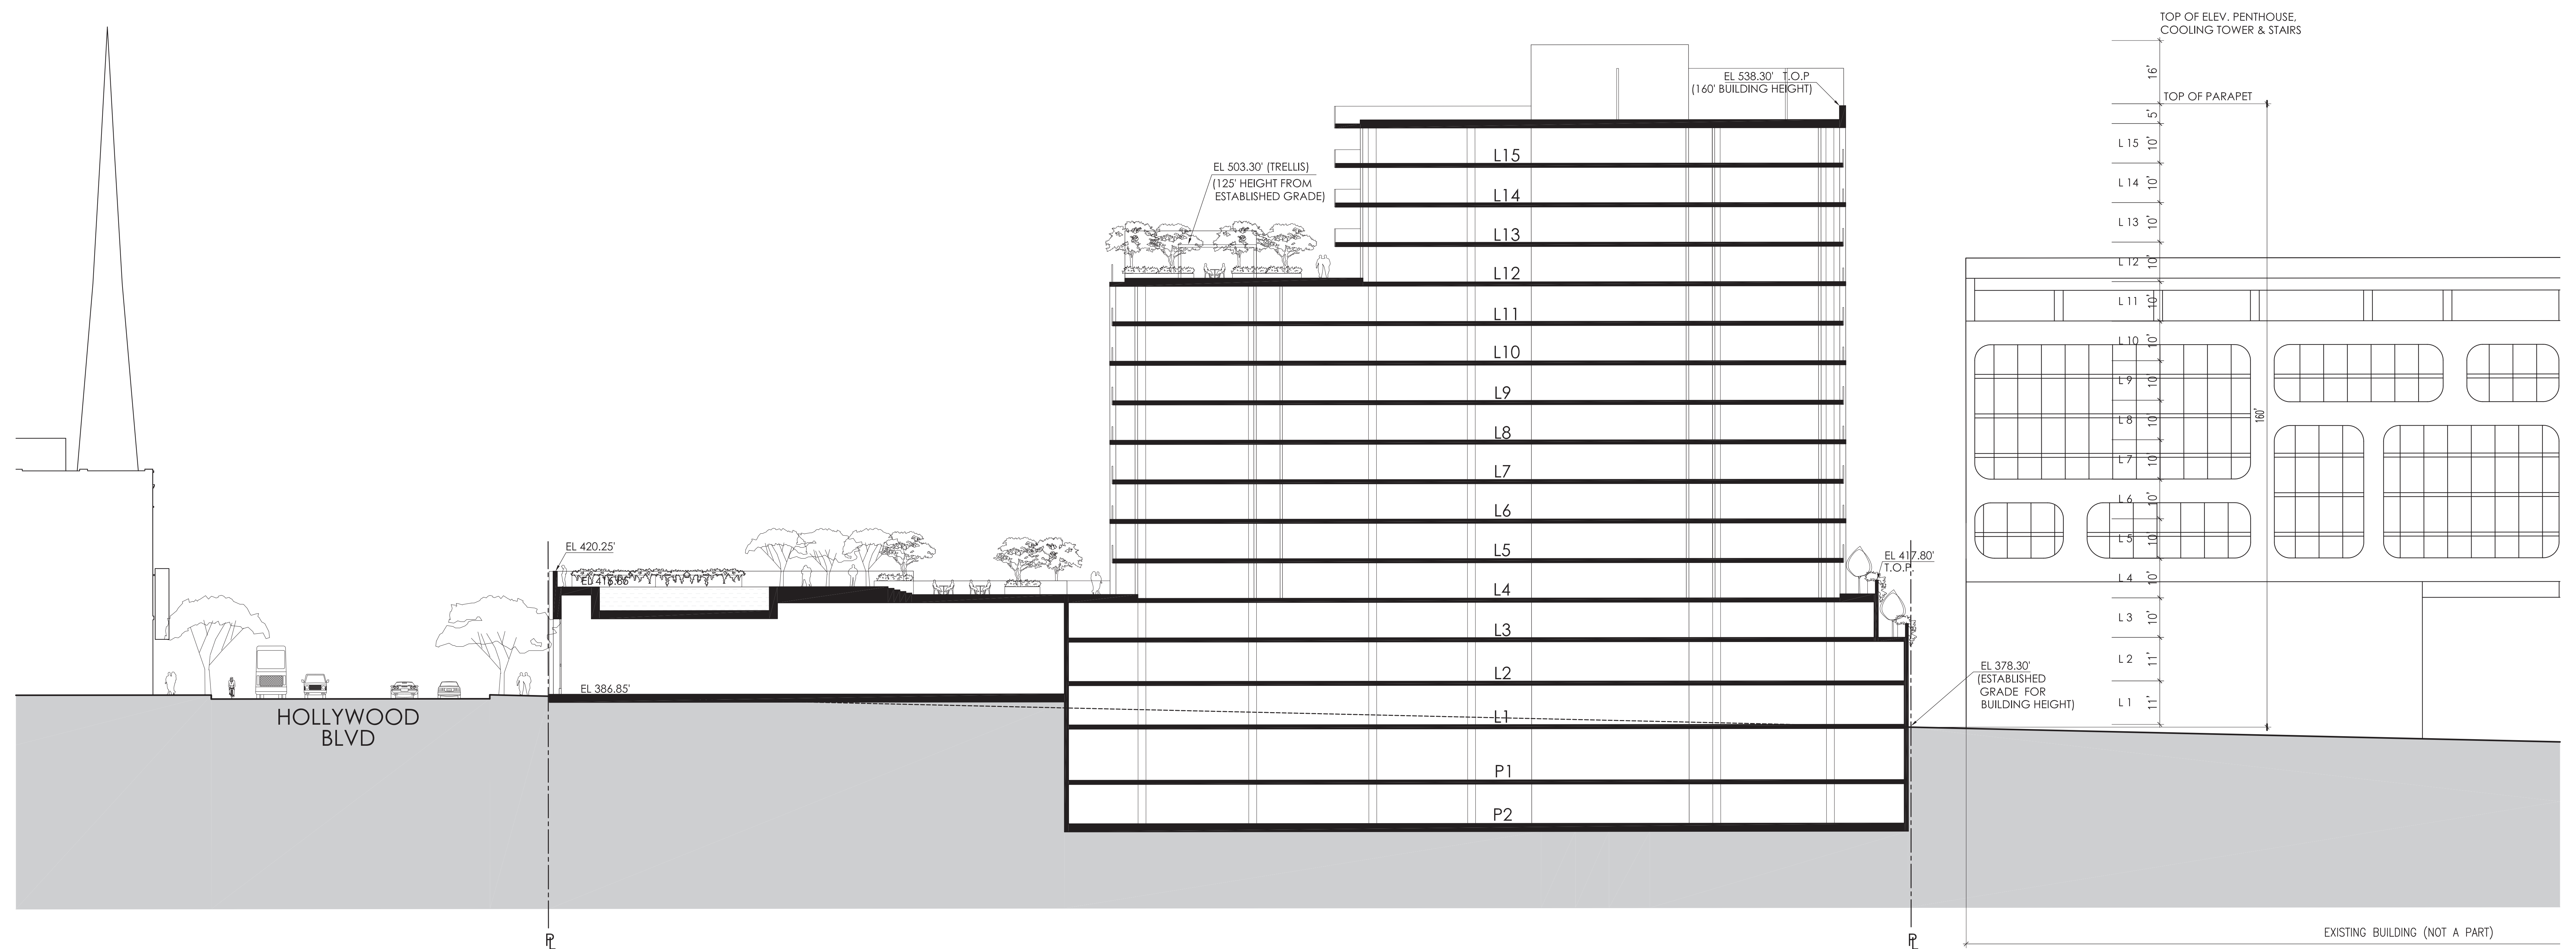 TOP OF ELEV. PENTHOUSE,
COOLING TOWER & STAIRS
16'
EL 538.30' T.O.P
(160' BUILDING HEIGHT)
TOP OF PARAPET
5'
L15
L 15 10'
EL 503.30' (TRELLIS)
(125' HEIGHT FROM
ESTABLISHED GRADE)
L14
L 14 10'
L13
L 13 10'
L12
L 12 10'
L11
L 11 10'
L10
L 10 10'
L9
L 9 10'
L8
L 8 10'
160'
L7
L 7 10'
L6
L 6 10'
L5
L 5 10'
EL 420.25'
EL 417.80'
T.O.P.
L4
L 4 10'
L3
L 3 10'
L2
L 2 11'
EL 386.85'
EL 378.30'
(ESTABLISHED
GRADE FOR
BUILDING HEIGHT)
L1
L 1 11'
HOLLYWOOD
BLVD
P1
P2
PL
PL
EXISTING BUILDING (NOT A PART)